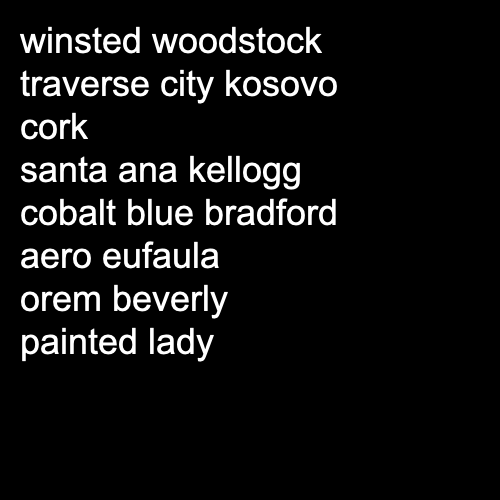 winsted woodstock
traverse city kosovo
cork
santa ana kellogg
cobalt blue bradford
aero eufaula
orem beverly
painted lady